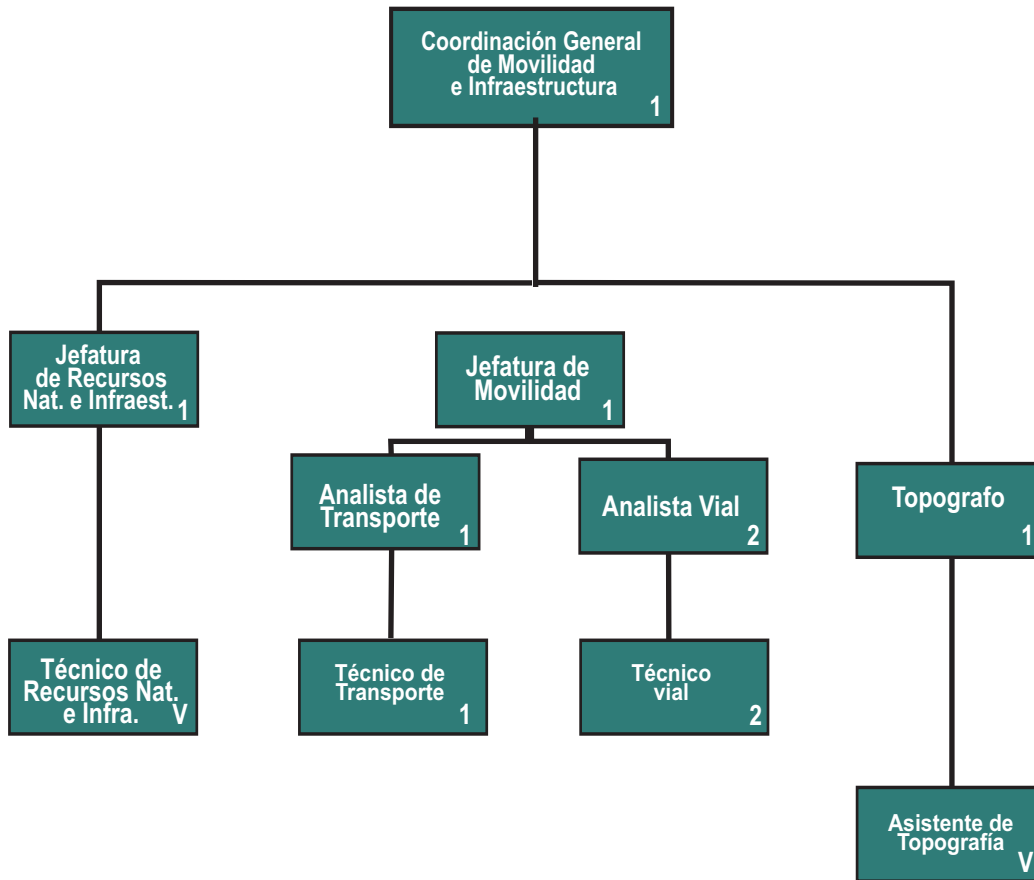 Coordinación General
de Movilidad
e Infraestructura
1
Jefatura
de Recursos
Nat. e Infraest.
1
Jefatura de
Movilidad
1
Analista de
Transporte
1
Analista Vial
2
Topografo
1
Técnico de
Recursos Nat.
e Infra.
V
Técnico de
Transporte
1
Técnico
vial
2
Asistente de
Topografía
V